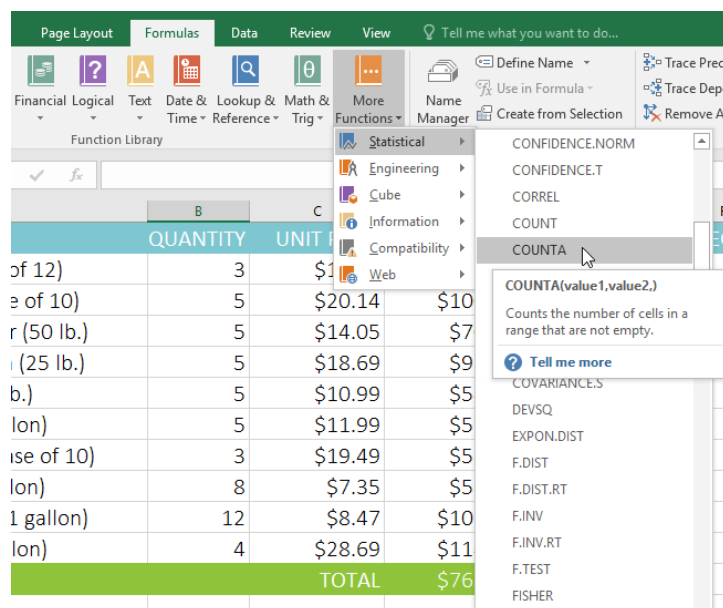 Page Layout Formulas Data Review View Tell me what you want to do...
Financial Logical Text Date & Time Lookup & Reference Math & Trig More Functions Name Manager
Define Name
Use in Formula
Create from Selection
Trace Prec
Trace Dep
Remove A
Function Library
Statistical
Engineering
Cube
Information
Compatibility
Web
CONFIDENCE.NORM
CONFIDENCE.T
CORREL
COUNT
COUNTA
COUNTA(value1,value2,)
Counts the number of cells in a
range that are not empty.
Tell me more
COVARIANCE.S
DEVSQ
EXPON.DIST
F.DIST
F.DIST.RT
F.INV
F.INV.RT
F.TEST
FISHER
fx
B C
QUANTITY UNIT
of 12) 3 $1
e of 10) 5 $20.14 $10
r (50 lb.) 5 $14.05 $7
(25 lb.) 5 $18.69 $9
b.) 5 $10.99 $5
lon) 5 $11.99 $5
ase of 10) 3 $19.49 $5
lon) 8 $7.35 $5
1 gallon) 12 $8.47 $10
lon) 4 $28.69 $11
TOTAL $76